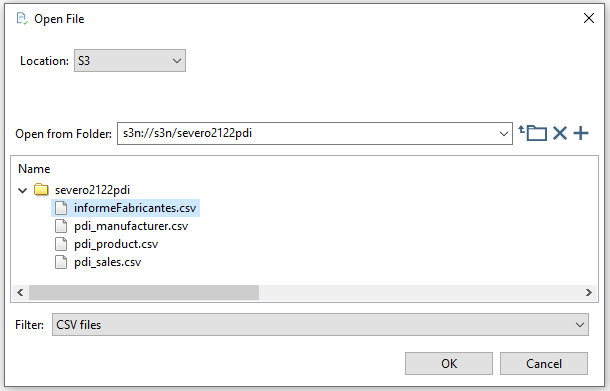 Open File
Location: S3
Open from Folder: s3n://s3n/severo2122pdi
Name
severo2122pdi
informeFabricantes.csv
pdi_manufacturer.csv
pdi_product.csv
pdi_sales.csv
Filter: CSV files
OK Cancel